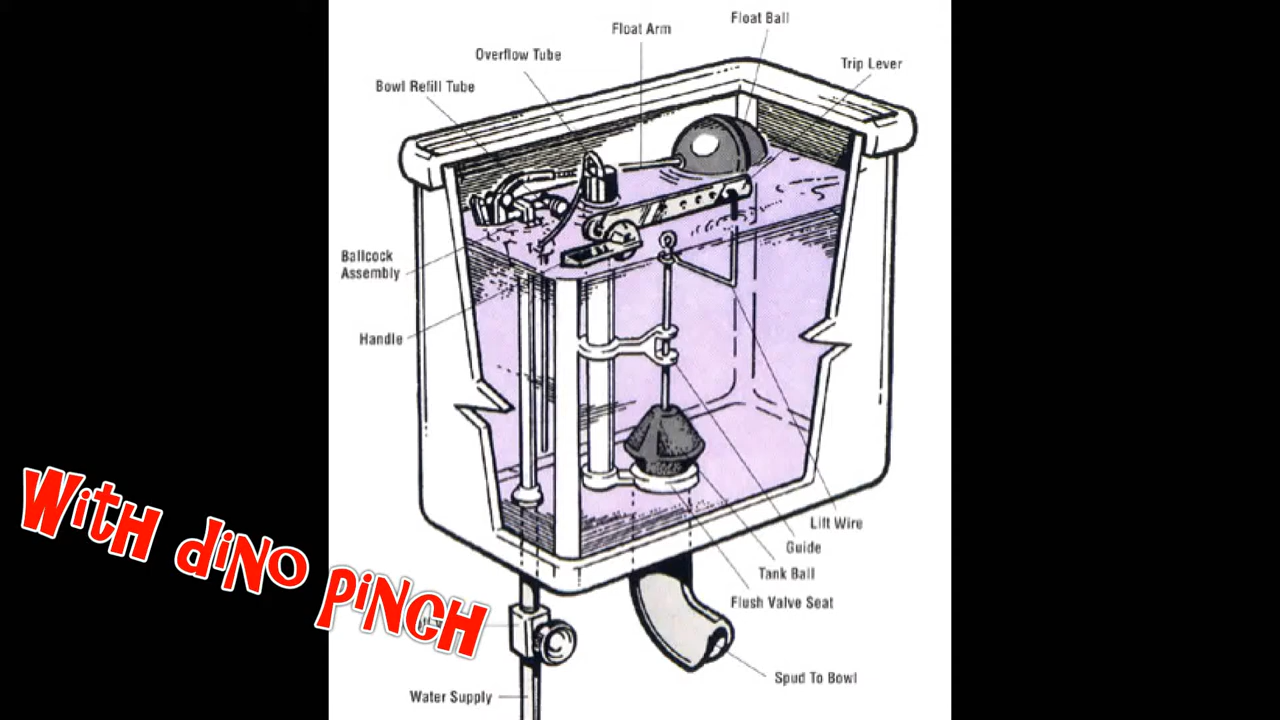 Float Ball
Float Arm
Overflow Tube
Trip Lever
Bowl Refill Tube
Ballcock
Assembly
Handle
Lift Wire
Guide
Tank Ball
Flush Valve Seat
Spud To Bowl
Water Supply
WiTH diNO PiNCH